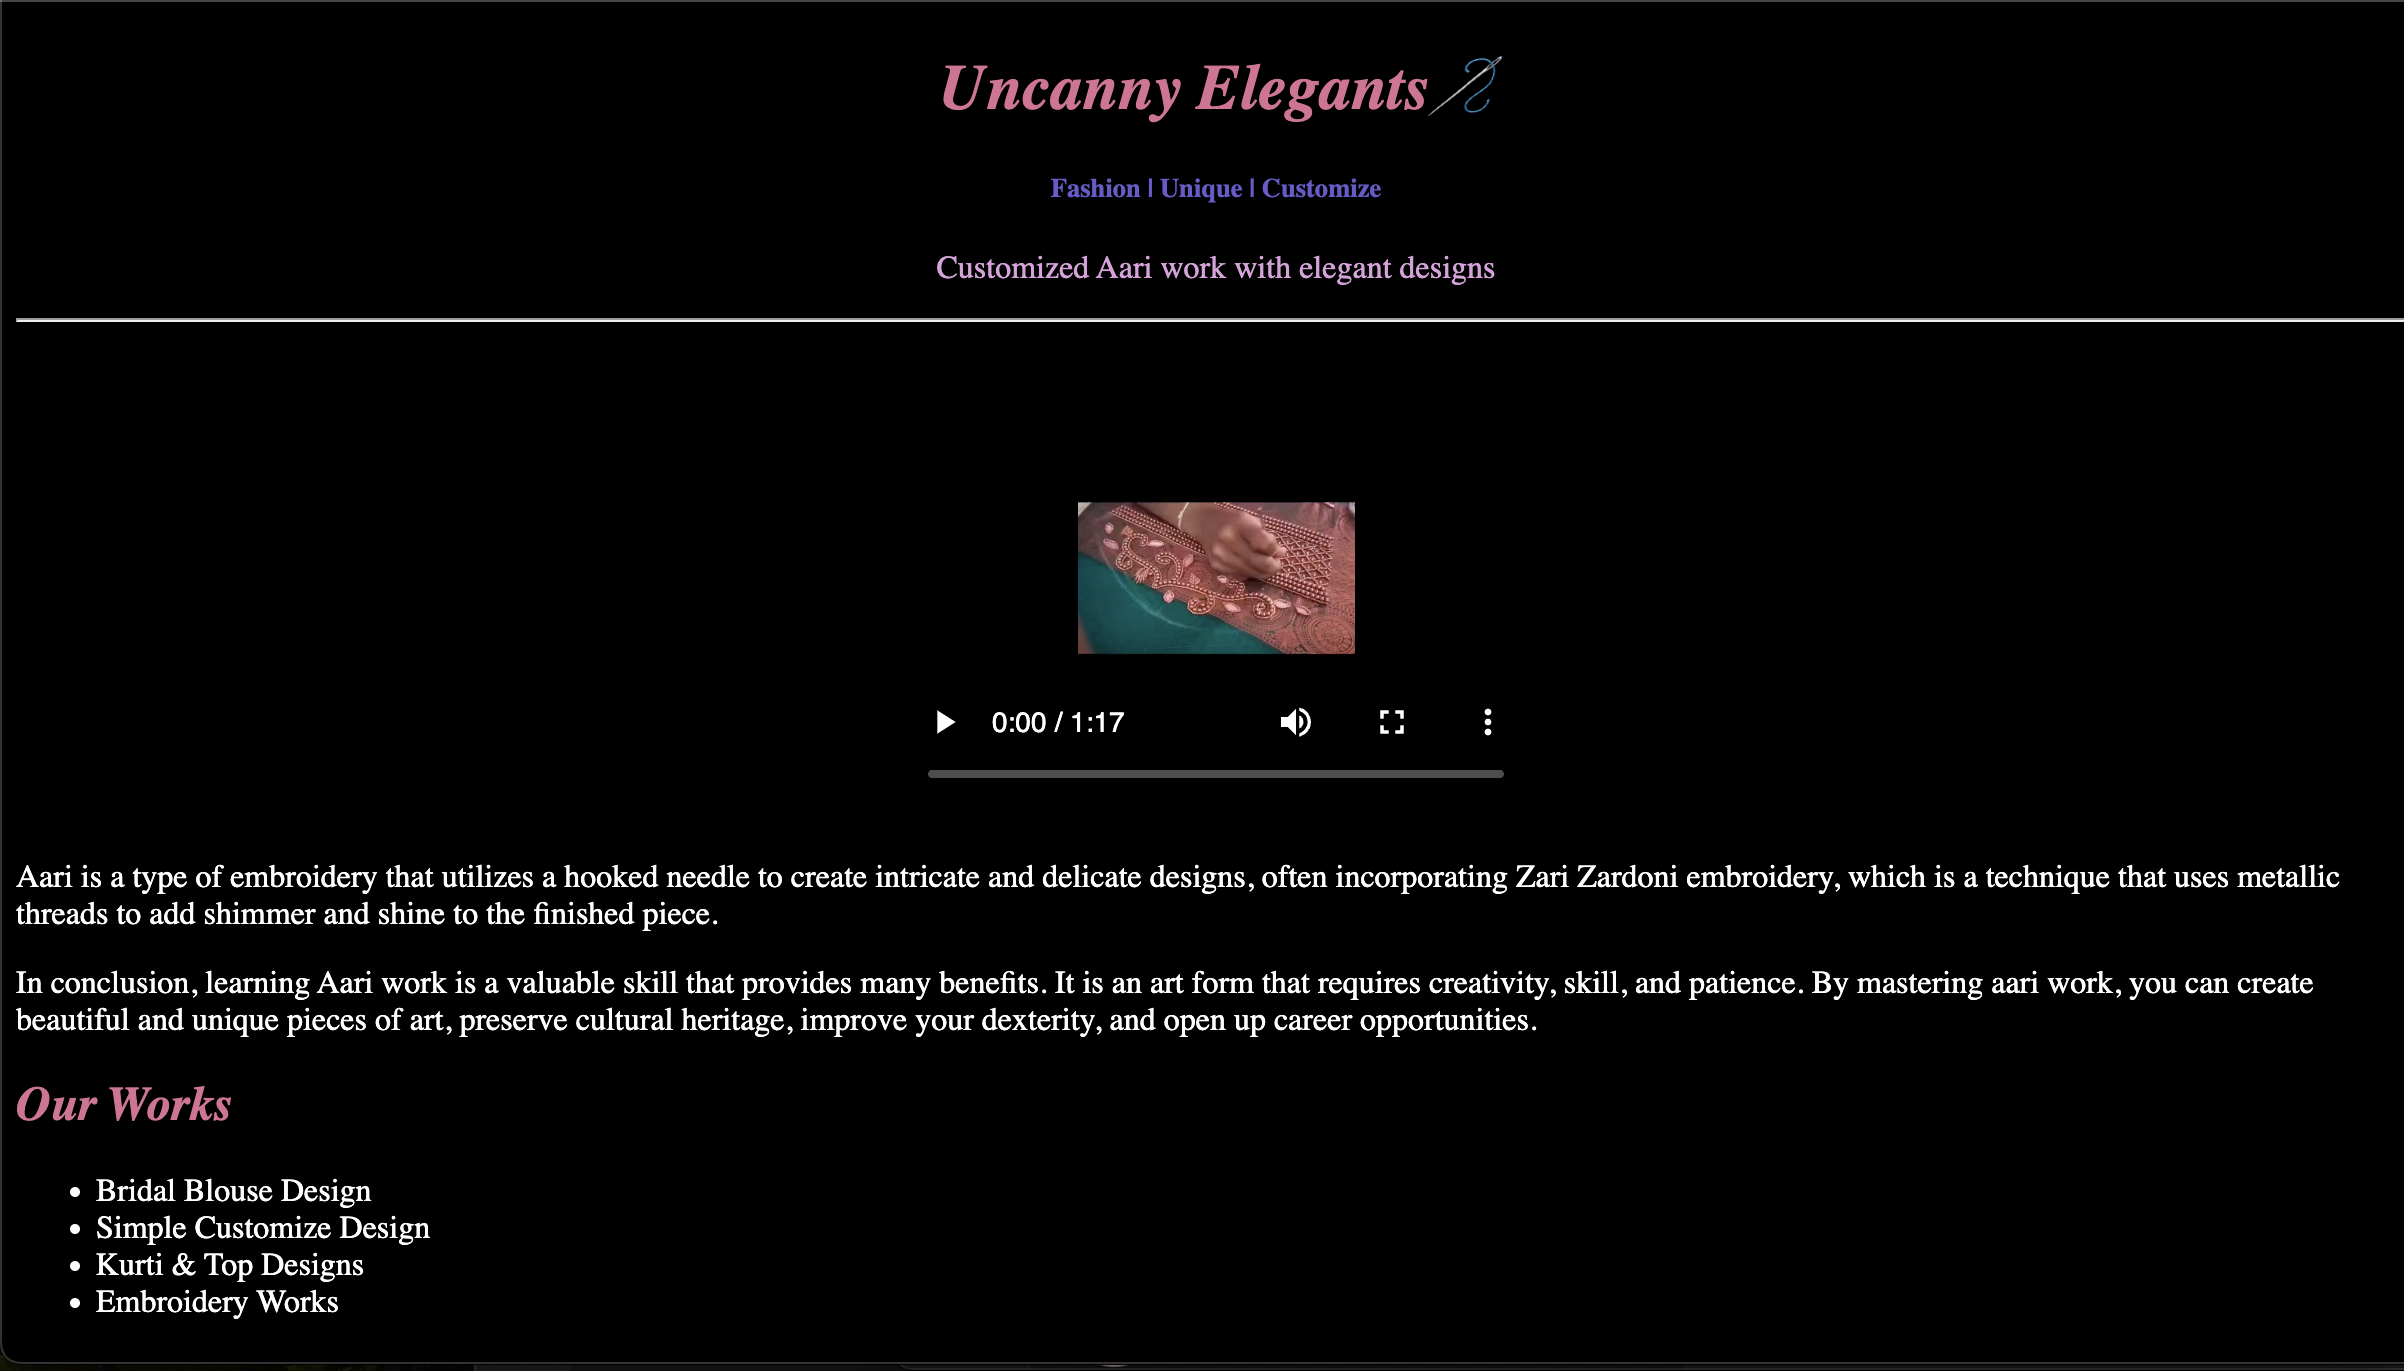 Uncanny Elegants🪡
Fashion | Unique | Customize
Customized Aari work with elegant designs
0:00 / 1:17
Aari is a type of embroidery that utilizes a hooked needle to create intricate and delicate designs, often incorporating Zari Zardoni embroidery, which is a technique that uses metallic
threads to add shimmer and shine to the finished piece.
In conclusion, learning Aari work is a valuable skill that provides many benefits. It is an art form that requires creativity, skill, and patience. By mastering aari work, you can create
beautiful and unique pieces of art, preserve cultural heritage, improve your dexterity, and open up career opportunities.
Our Works
• Bridal Blouse Design
• Simple Customize Design
• Kurti & Top Designs
• Embroidery Works